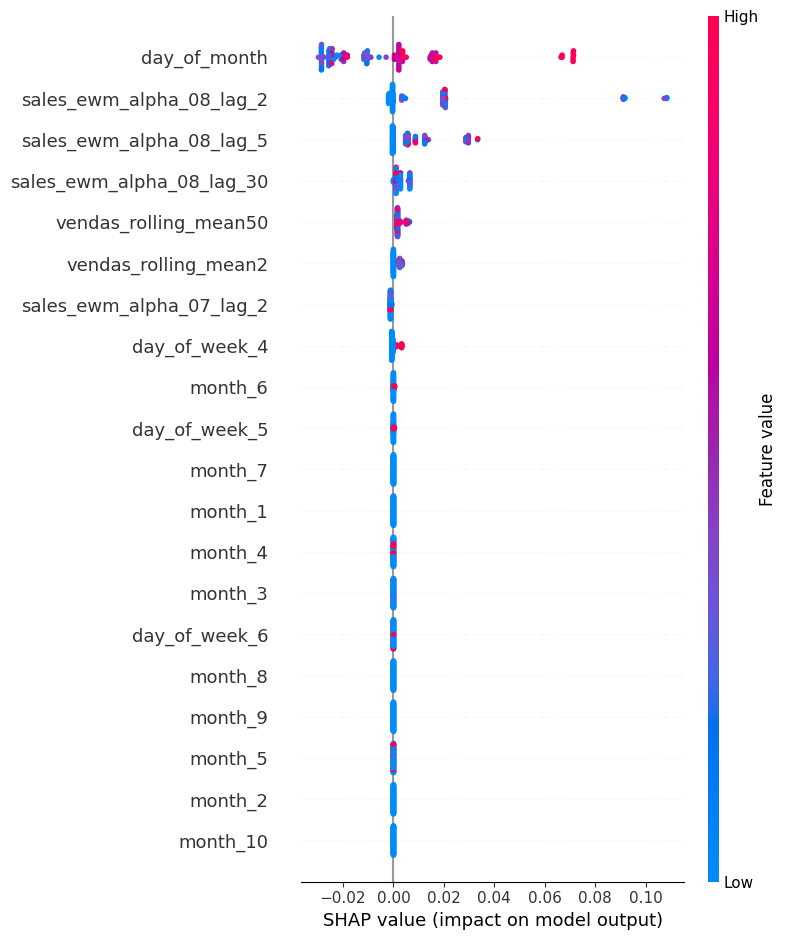 High
day_of_month
sales_ewm_alpha_08_lag_2
sales_ewm_alpha_08_lag_5
sales_ewm_alpha_08_lag_30
vendas_rolling_mean50
vendas_rolling_mean2
sales_ewm_alpha_07_lag_2
day_of_week_4
month_6
day_of_week_5
month_7
month_1
month_4
month_3
day_of_week_6
month_8
month_9
month_5
month_2
month_10
Feature value
Low
−0.02 0.00 0.02 0.04 0.06 0.08 0.10
SHAP value (impact on model output)